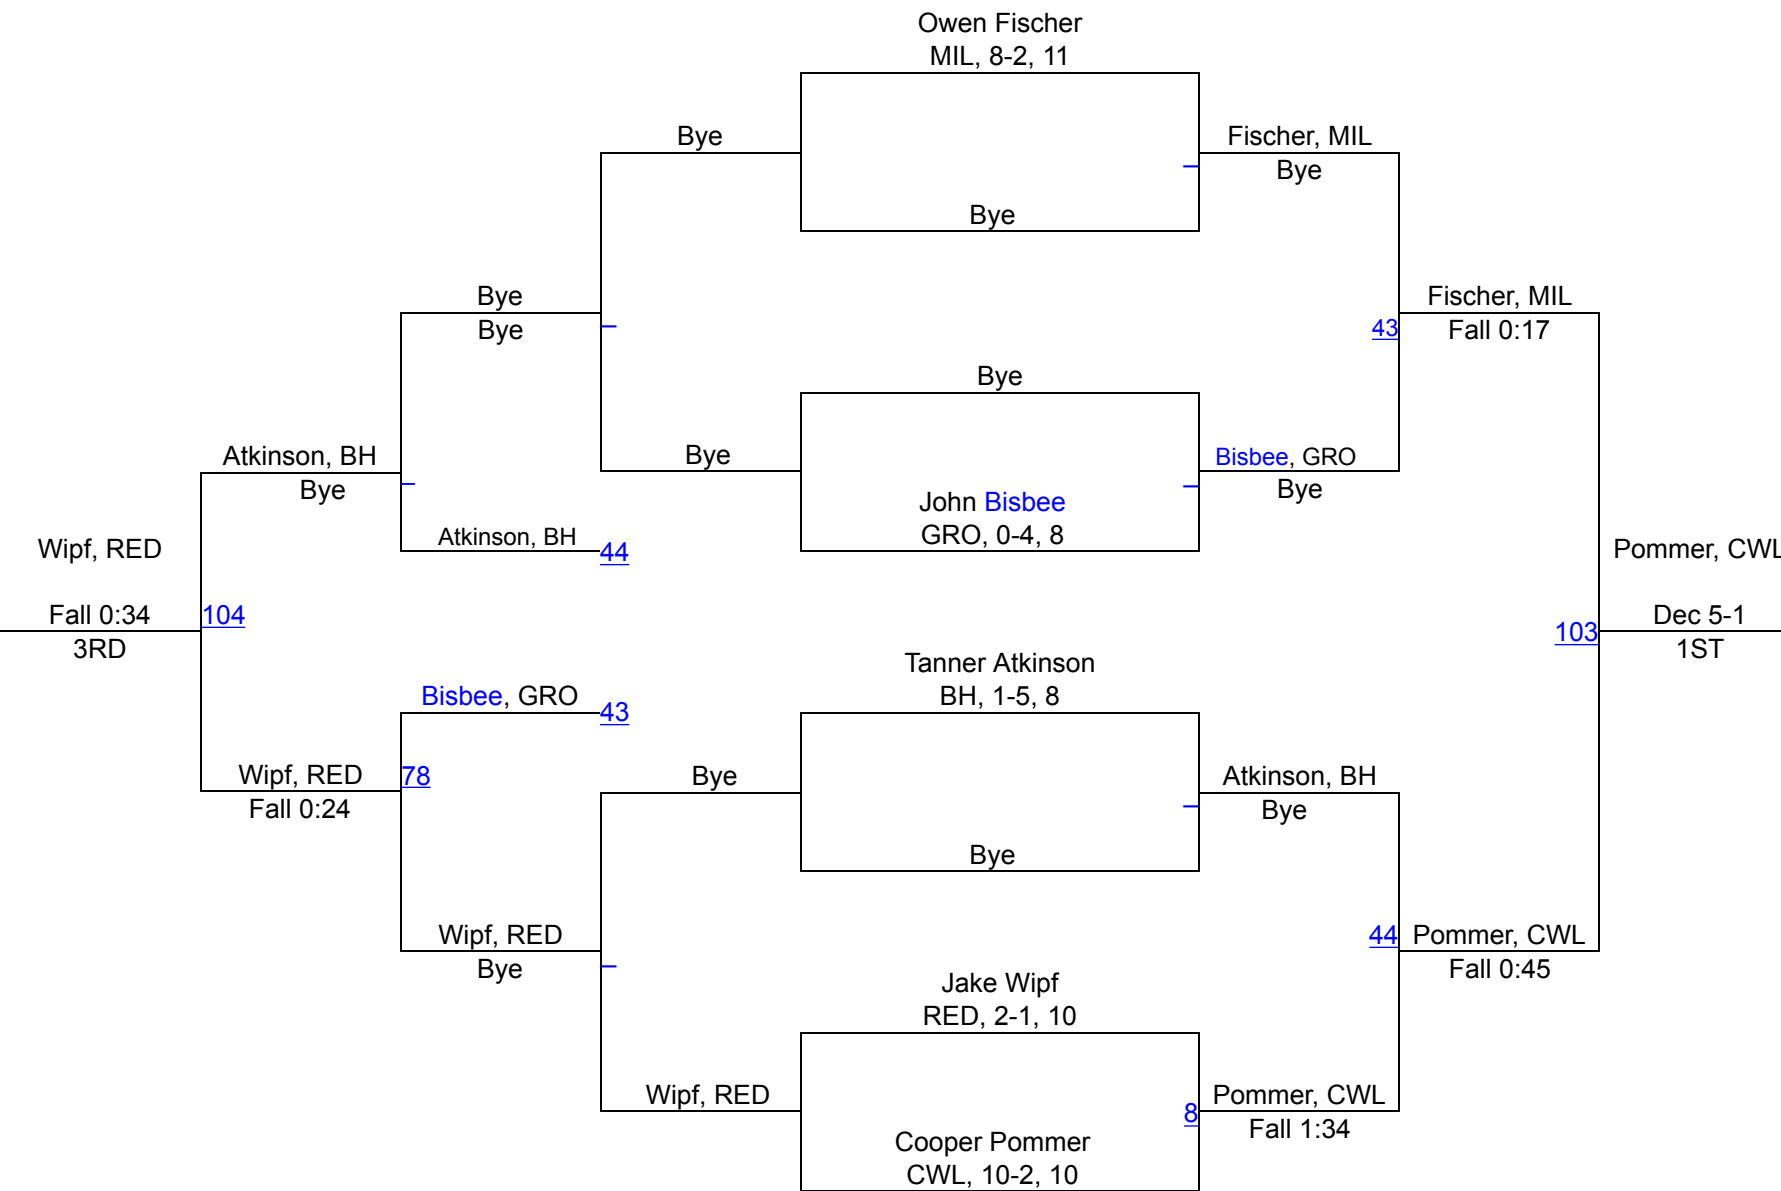 Owen Fischer
MIL, 8-2, 11
Bye
Fischer, MIL
Bye
Bye
Bye
Fischer, MIL
Bye
43
Fall 0:17
Bye
Atkinson, BH
Bye
Bisbee, GRO
Bye
Bye
John Bisbee
GRO, 0-4, 8
Atkinson, BH
44
Wipf, RED
Pommer, CWL
Fall 0:34
104
Dec 5-1
3RD
103
1ST
Tanner Atkinson
BH, 1-5, 8
Bisbee, GRO
43
Wipf, RED
78
Bye
Atkinson, BH
Fall 0:24
Bye
Bye
Wipf, RED
44
Pommer, CWL
Bye
Fall 0:45
Jake Wipf
RED, 2-1, 10
Wipf, RED
8
Pommer, CWL
Fall 1:34
Cooper Pommer
CWL, 10-2, 10